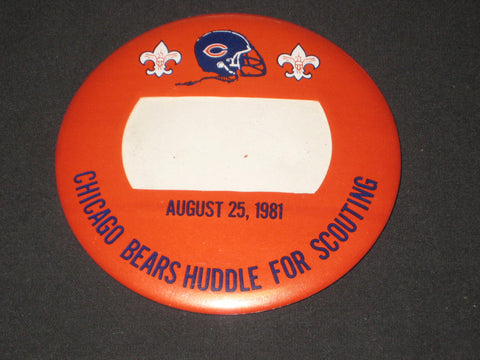 AUGUST 25, 1981
CHICAGO BEARS HUDDLE FOR SCOUTING